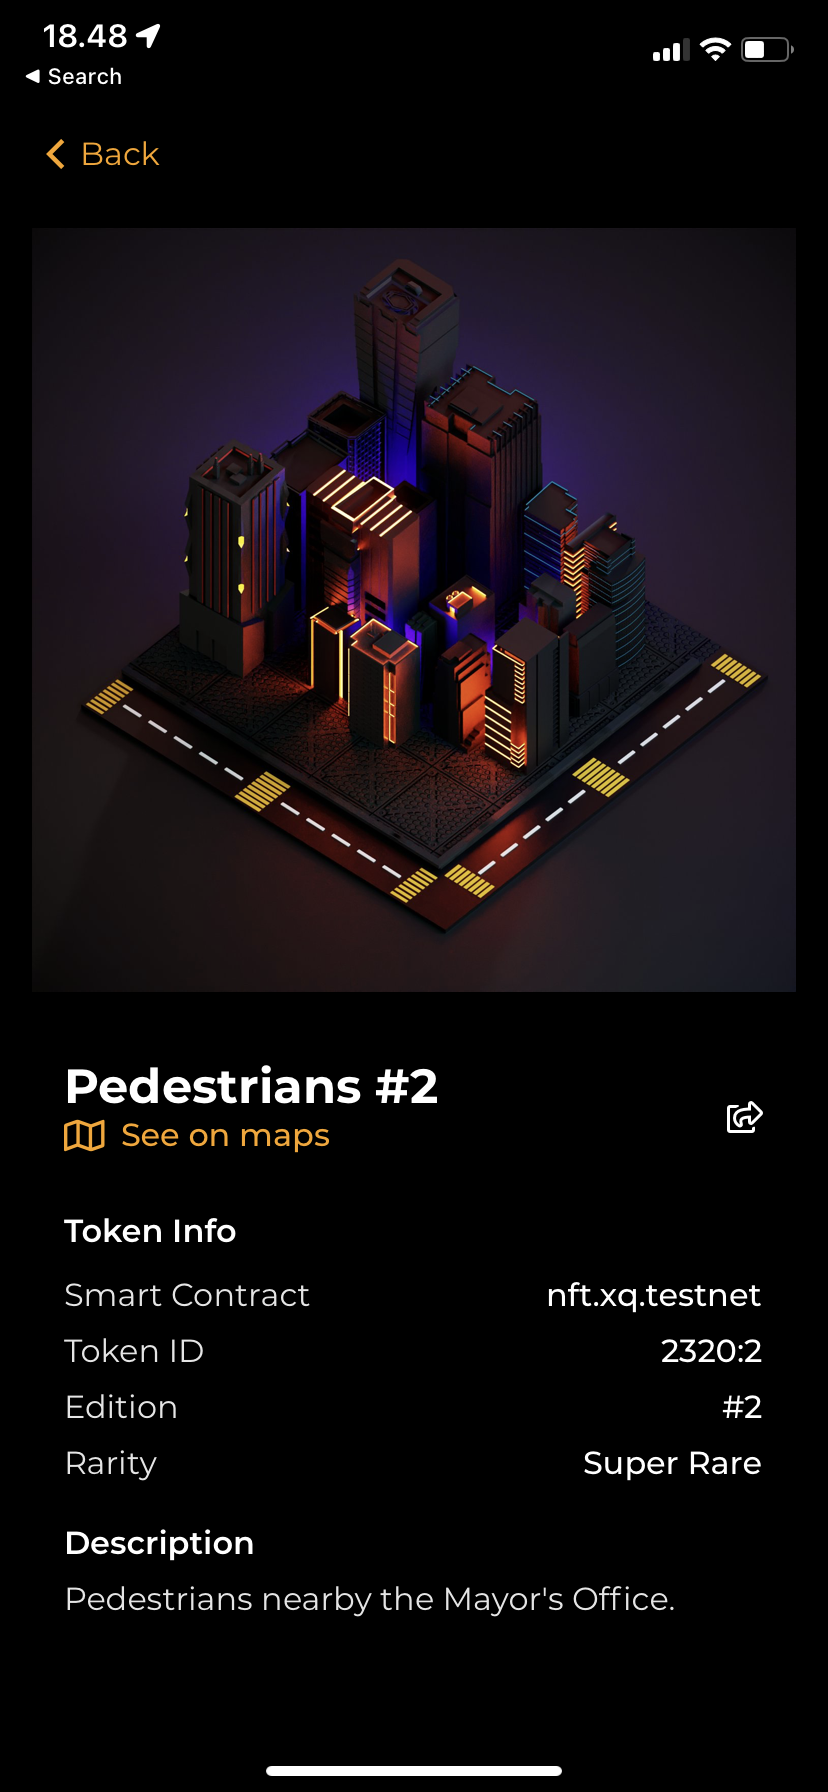 18.48
Search
Back
Pedestrians #2
See on maps
Token Info
Smart Contract nft.xq.testnet
Token ID 2320:2
Edition #2
Rarity Super Rare
Description
Pedestrians nearby the Mayor's Office.